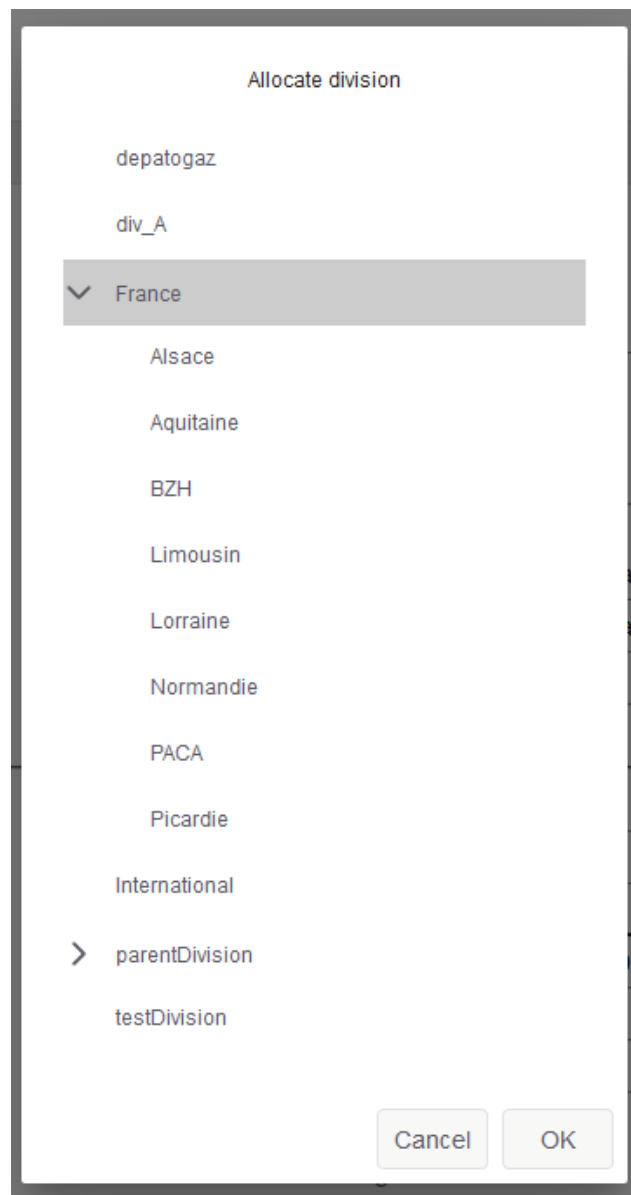 Allocate division
depatogaz
div_A
France
Alsace
Aquitaine
BZH
Limousin
Lorraine
Normandie
PACA
Picardie
International
parentDivision
testDivision
Cancel OK